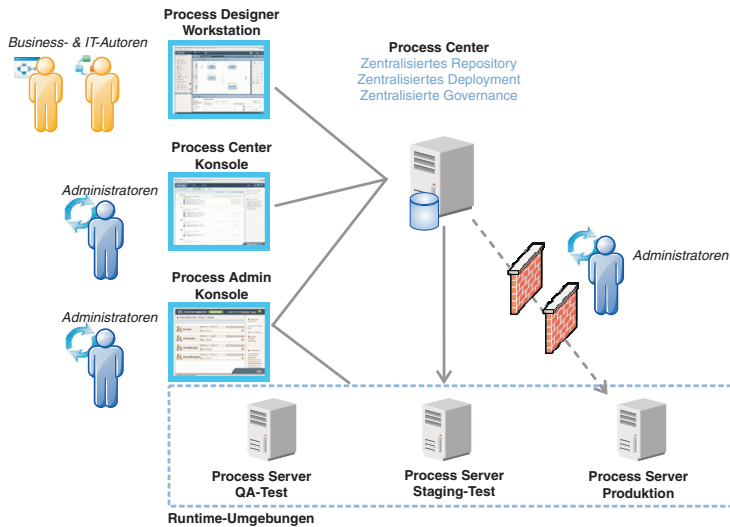 Process Designer
Workstation
Business- & IT-Autoren
Process Center
Zentralisiertes Repository
Zentralisiertes Deployment
Zentralisierte Governance
Process Center
Konsole
Administratoren
Administratoren
Process Admin
Konsole
Administratoren
Process Server
QA-Test
Process Server
Staging-Test
Process Server
Produktion
Runtime-Umgebungen